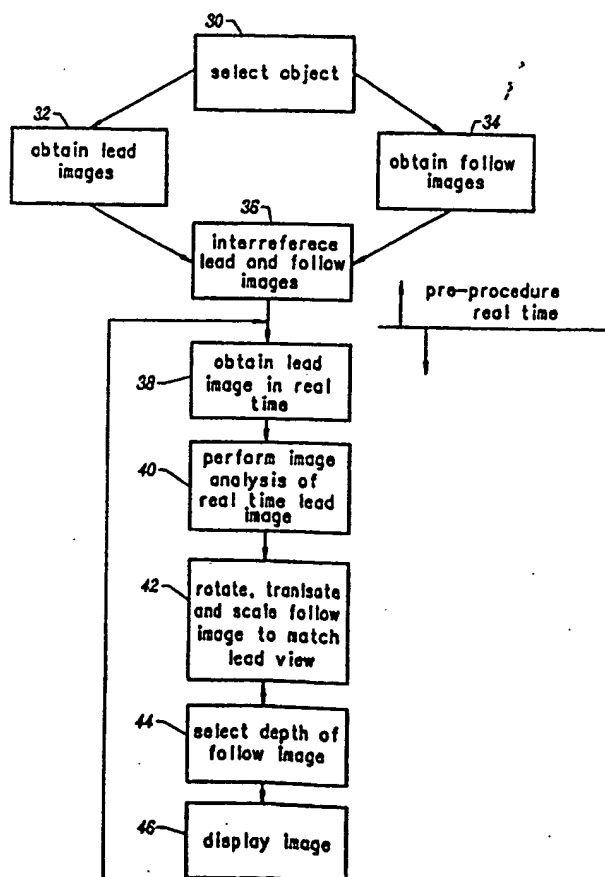 30
select object
32
obtain lead
images
34
obtain follow
images
36
interreferece
lead and follow
images
pre-procedure
real time
38
obtain lead
image in real
time
40
perform image
analysis of
real time lead
image
42
rotate, tranlsate
and scale follow
image to match
lead view
44
select depth of
follow image
46
display image